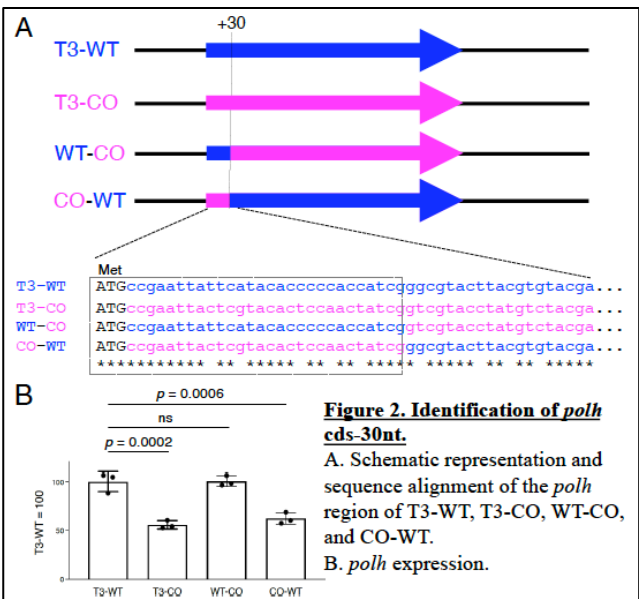 A
+30
T3-WT
T3-CO
WT-CO
CO-WT
Met
T3-WT ATGccgaattattcatacacccccaccatcgggcgtacttacgtgtacga...
T3-CO ATGccgaattactcgtacactccaactatcggtcgtacctatgtctacga...
WT-CO ATGccgaattattcatacacccccaccatcggtcgtacctatgtctacga...
CO-WT ATGccgaattactcgtacactccaactatcgggcgtacttacgtgtacga...
*********** ** ***** ** ** ***** ***** ** ** *****
B
p = 0.0006
ns
p = 0.0002
T3-WT = 100
100
50
0
T3-WT T3-CO WT-CO CO-WT
Figure 2. Identification of polh
cds-30nt.
A. Schematic representation and
sequence alignment of the polh
region of T3-WT, T3-CO, WT-CO,
and CO-WT.
B. polh expression.